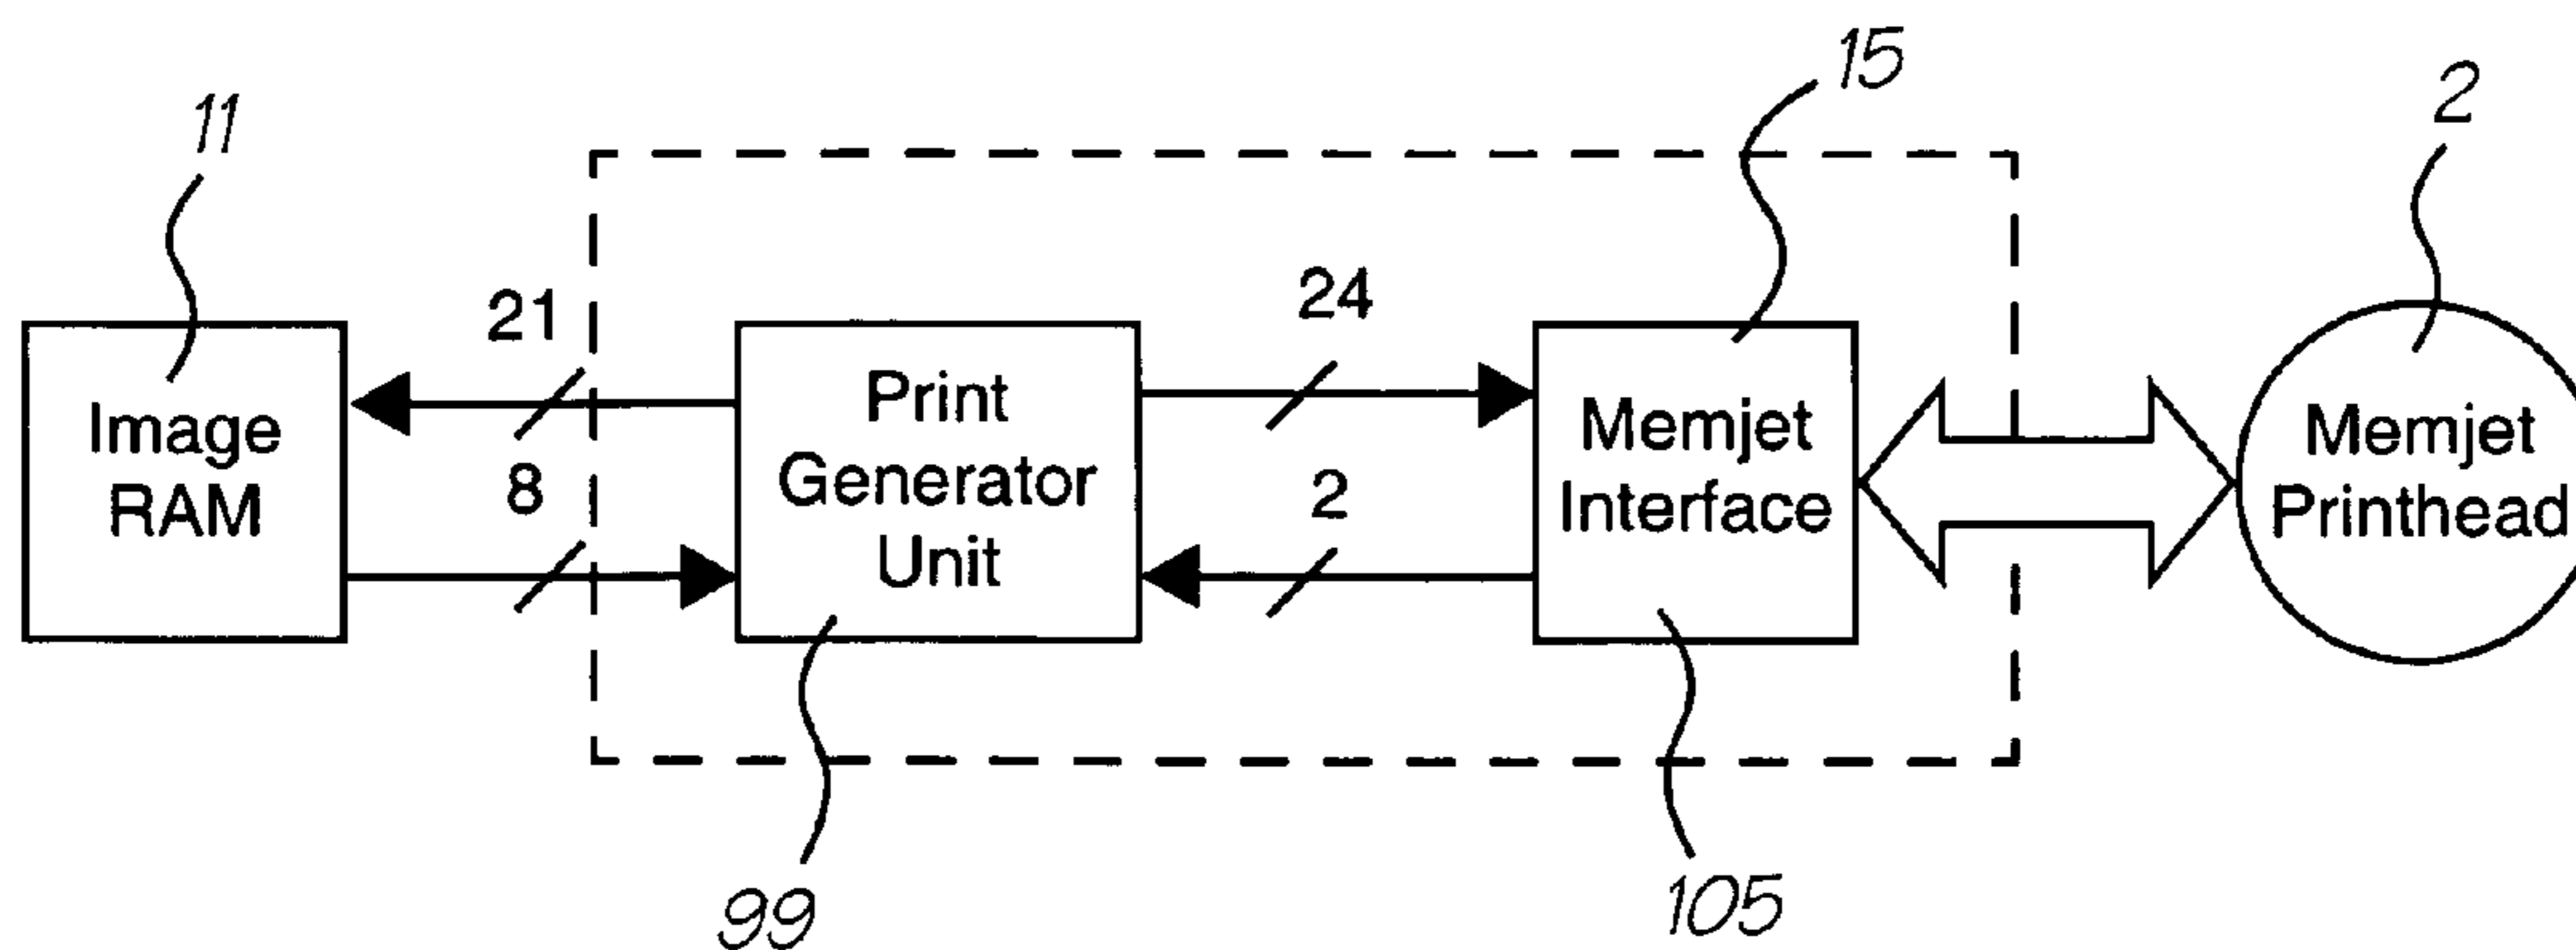 15
2
11
21
24
Image
RAM
Print
Generator
Unit
Memjet
Interface
Memjet
Printhead
8
2
99
105